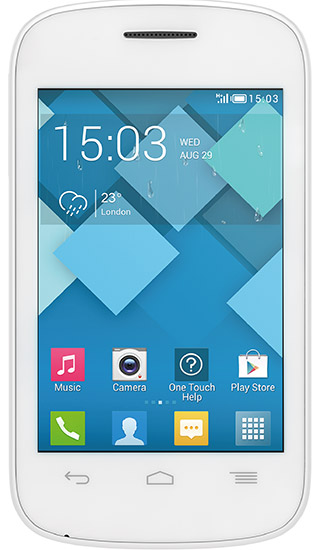 15:03
15:03
WED
AUG 29
23°
London
Music
Camera
One Touch
Help
Play Store